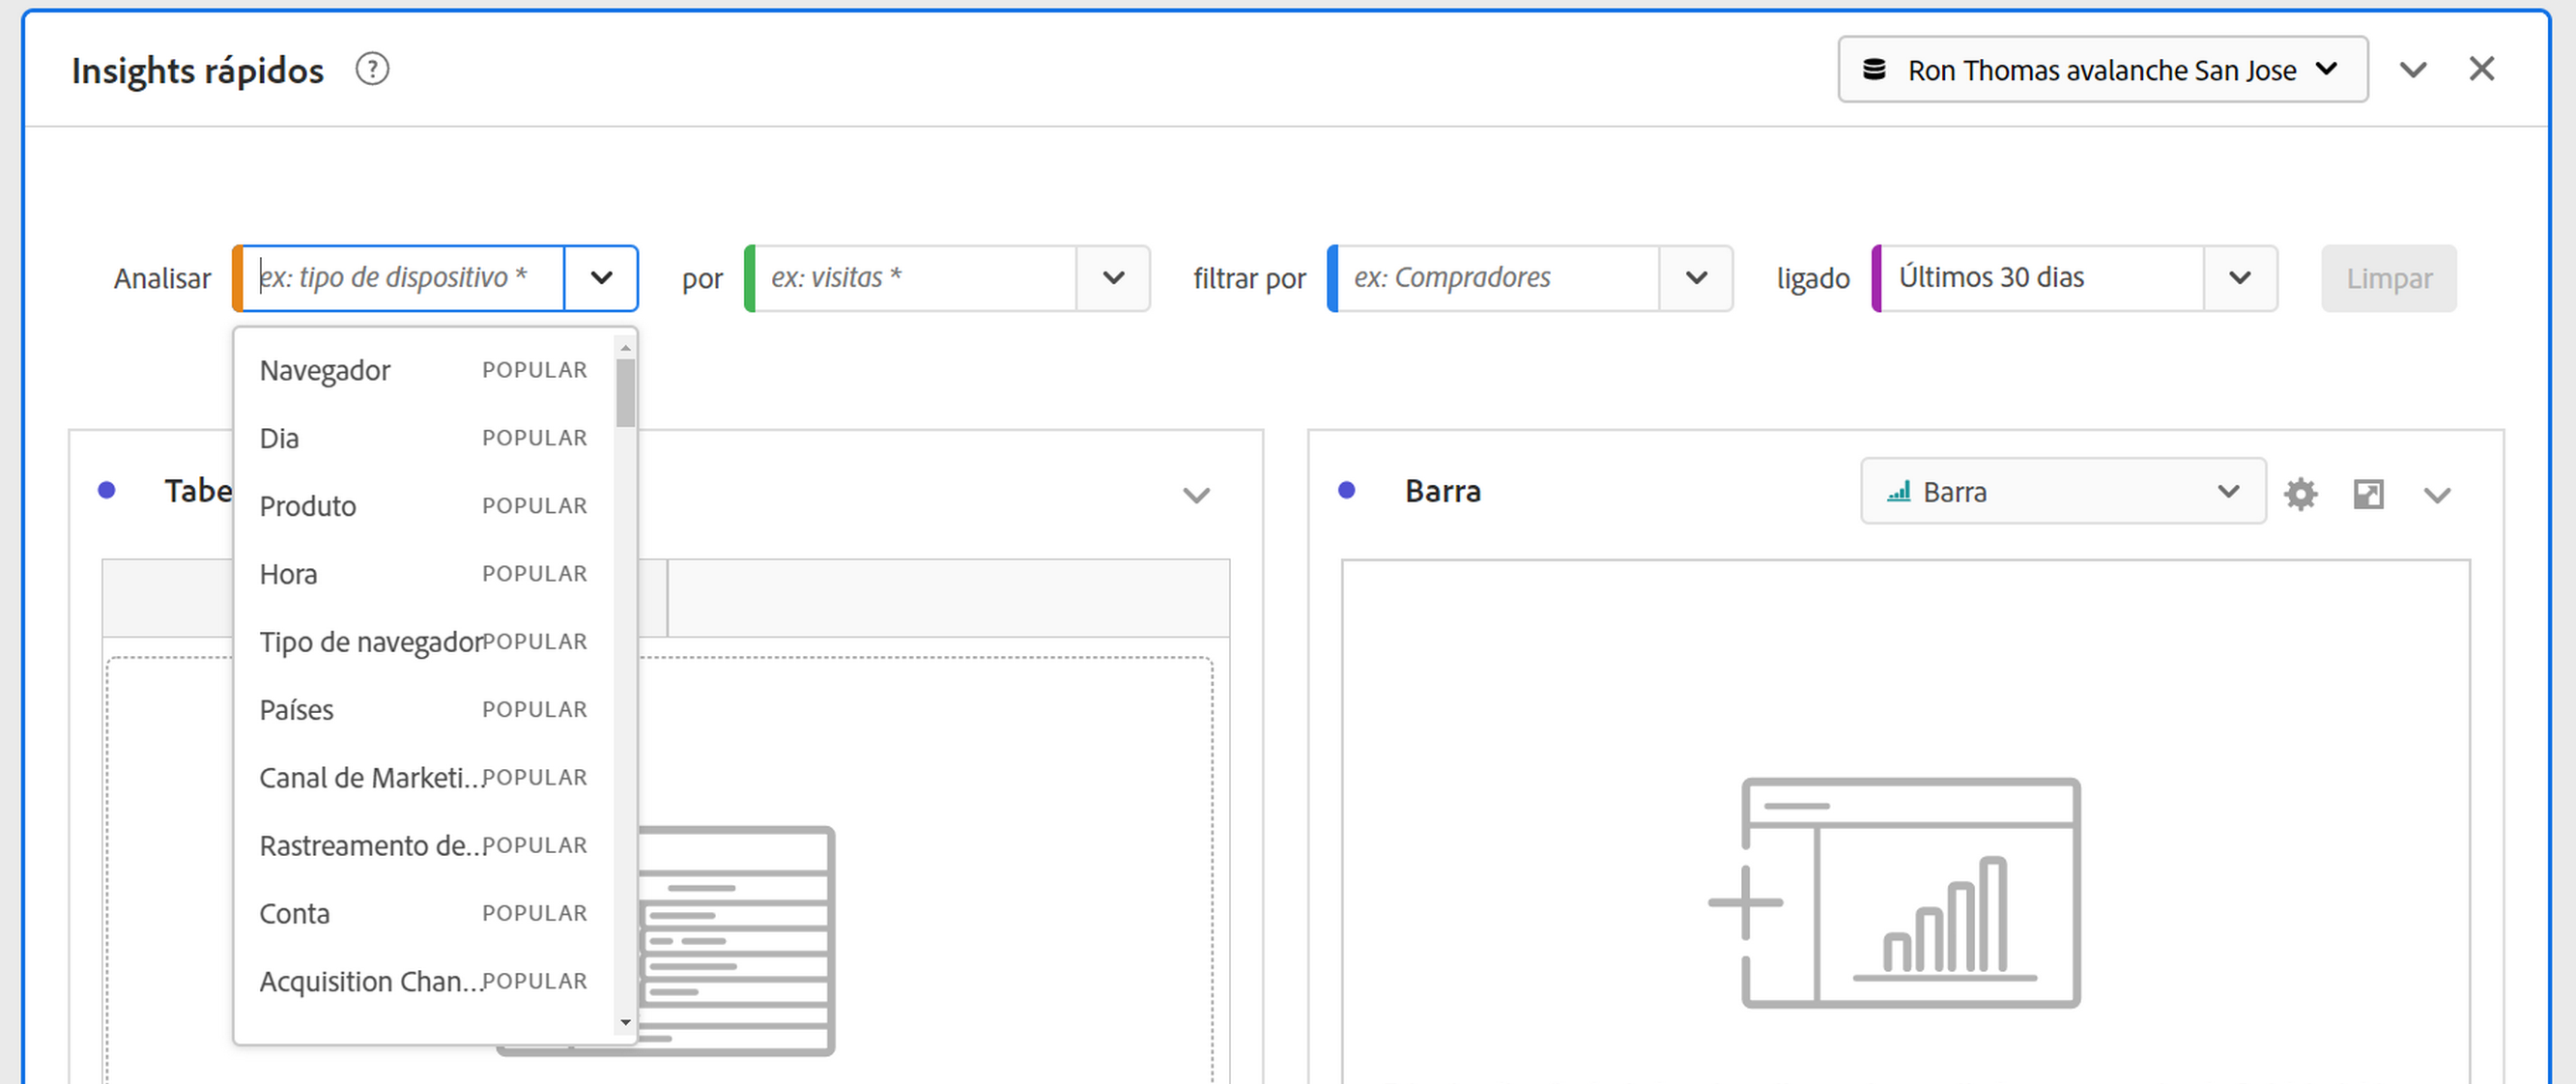 Insights rápidos ?
Ron Thomas avalanche San Jose
Analisar ex: tipo de dispositivo * por ex: visitas * filtrar por ex: Compradores ligado Últimos 30 dias Limpar
Navegador POPULAR
Dia POPULAR
Produto POPULAR
Hora POPULAR
Tipo de navegador POPULAR
Países POPULAR
Canal de Marketi... POPULAR
Rastreamento de... POPULAR
Conta POPULAR
Acquisition Chan... POPULAR
Tabe
Barra Barra